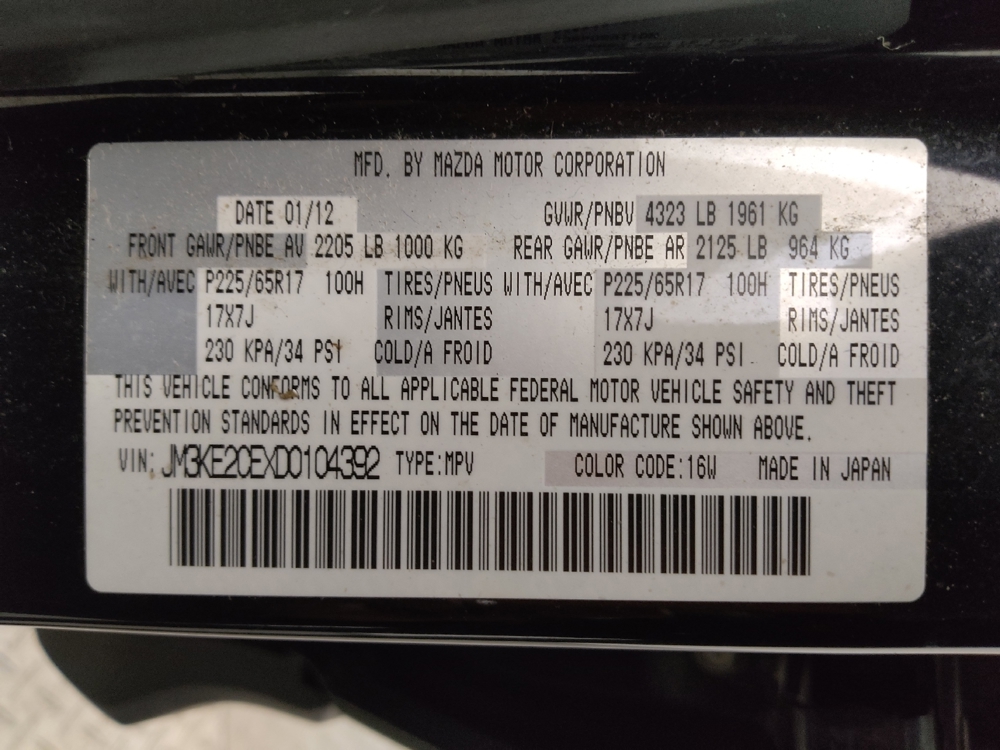 MFD. BY MAZDA MOTOR CORPORATION
DATE 01/12 GVWR/PNBV 4323 LB 1961 KG
FRONT GAWR/PNBE AV 2205 LB 1000 KG REAR GAWR/PNBE AR 2125 LB 964 KG
WITH/AVEC P225/65R17 100H TIRES/PNEUS WITH/AVEC P225/65R17 100H TIRES/PNEUS
17X7J RIMS/JANTES 17X7J RIMS/JANTES
230 KPA/34 PSI COLD/A FROID 230 KPA/34 PSI COLD/A FROID
THIS VEHICLE CONFORMS TO ALL APPLICABLE FEDERAL MOTOR VEHICLE SAFETY AND THEFT
PREVENTION STANDARDS IN EFFECT ON THE DATE OF MANUFACTURE SHOWN ABOVE.
VIN: JM3KE2CEXD0104392 TYPE:MPV COLOR CODE:16W MADE IN JAPAN